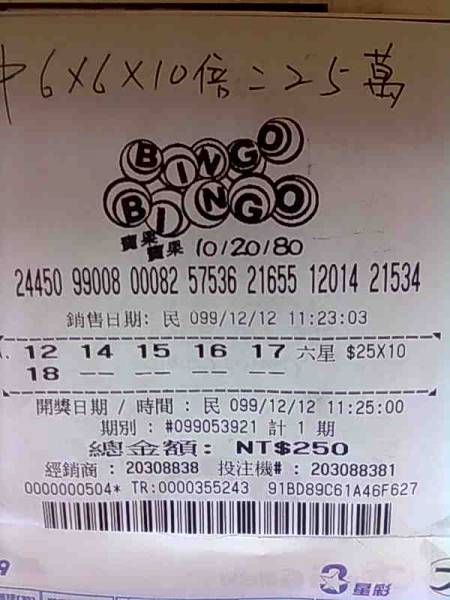 中6×6×10倍=25萬
BINGO
BINGO
賓果
賓果 10/20/80
24450 99008 00082 57536 21655 12014 21534
銷售日期: 民 099/12/12 11:23:03
12 14 15 16 17 六星 $25X10
18 -- -- -- --
開獎日期 / 時間 : 民 099/12/12 11:25:00
期別 : #099053921 計 1 期
總金額: NT$250
經銷商 : 20308838 投注機# : 203088381
0000000504* TR:0000355243 91BD89C61A46F627
星彩